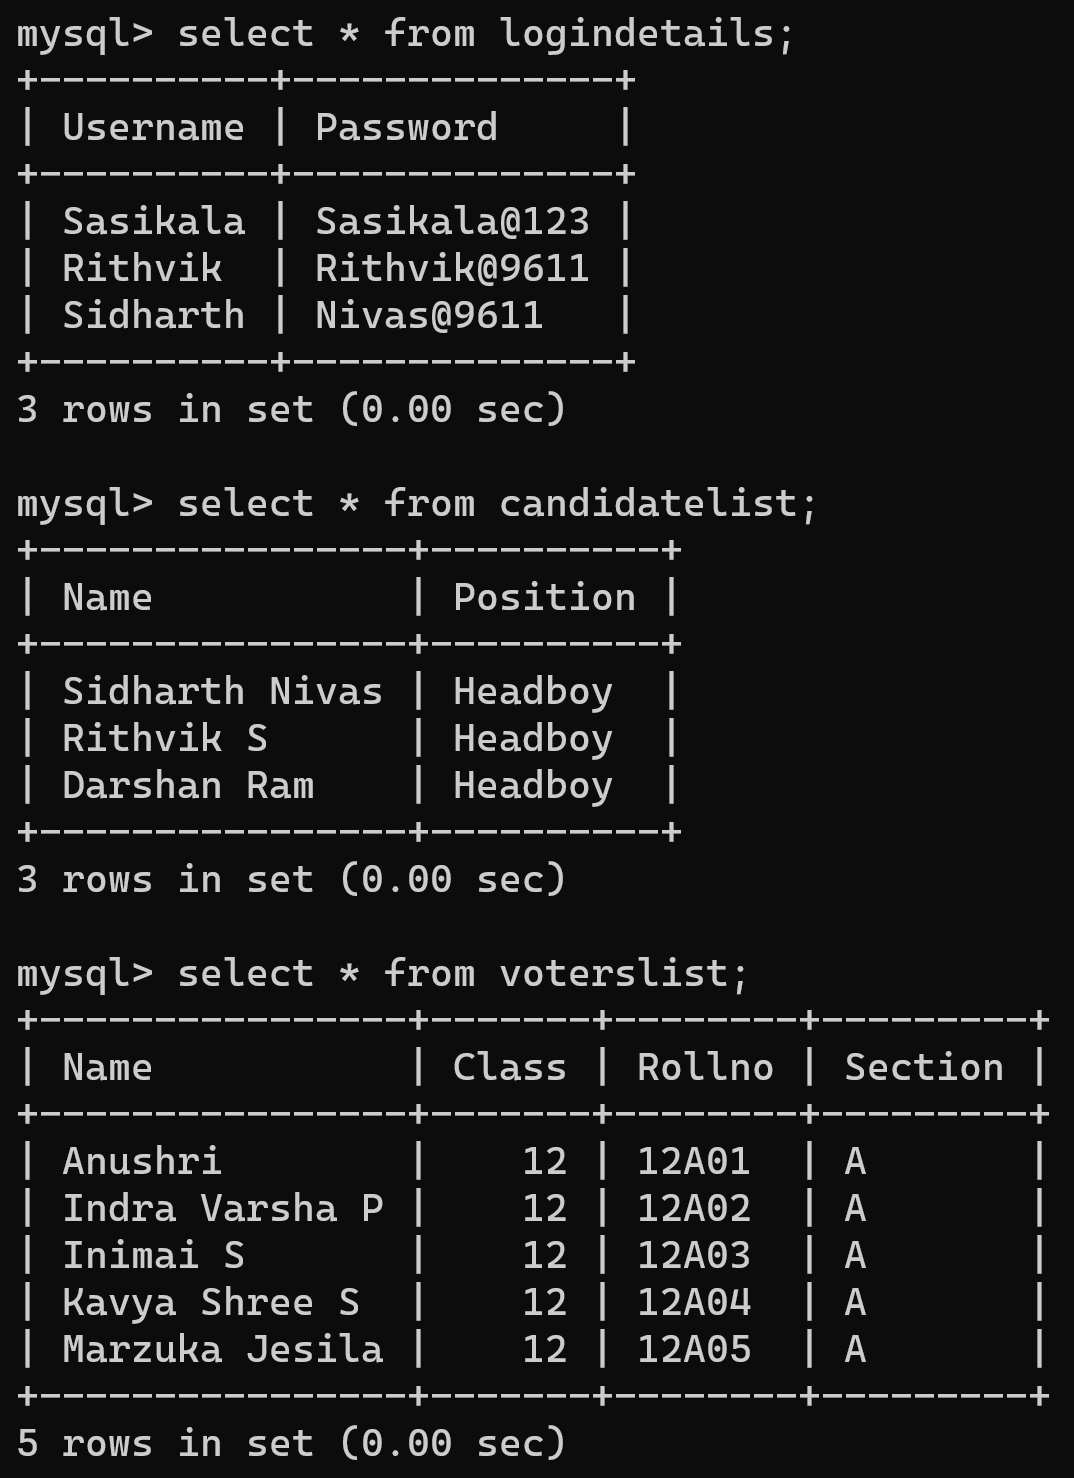 mysql> select * from logindetails;
+----------+--------------+
| Username | Password     |
+----------+--------------+
| Sasikala | Sasikala@123 |
| Rithvik  | Rithvik@9611 |
| Sidharth | Nivas@9611   |
+----------+--------------+
3 rows in set (0.00 sec)

mysql> select * from candidatelist;
+----------------+----------+
| Name           | Position |
+----------------+----------+
| Sidharth Nivas | Headboy  |
| Rithvik S      | Headboy  |
| Darshan Ram    | Headboy  |
+----------------+----------+
3 rows in set (0.00 sec)

mysql> select * from voterslist;
+----------------+-------+--------+---------+
| Name           | Class | Rollno | Section |
+----------------+-------+--------+---------+
| Anushri        |    12 | 12A01  | A       |
| Indra Varsha P |    12 | 12A02  | A       |
| Inimai S       |    12 | 12A03  | A       |
| Kavya Shree S  |    12 | 12A04  | A       |
| Marzuka Jesila |    12 | 12A05  | A       |
+----------------+-------+--------+---------+
5 rows in set (0.00 sec)